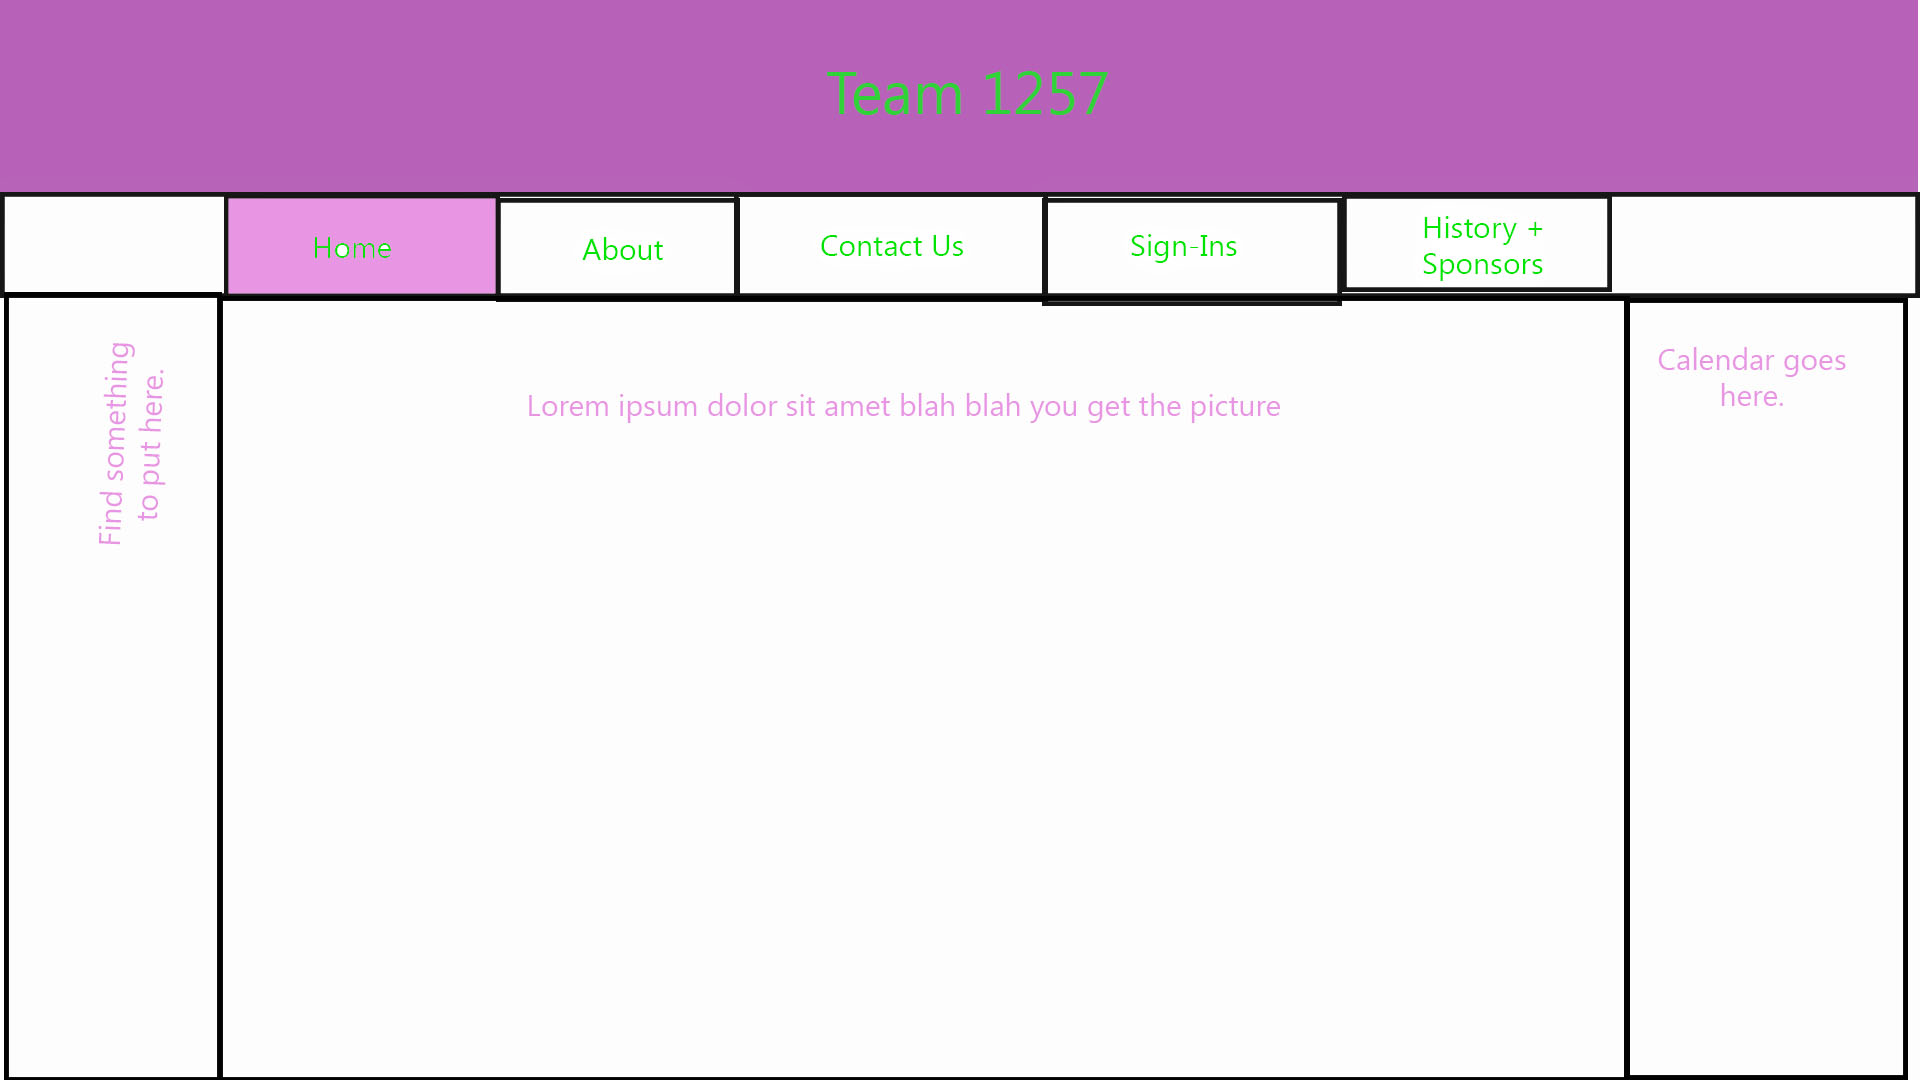 Team 1257
Home
About
Contact Us
Sign-Ins
History +
Sponsors
Find something
to put here.
Lorem ipsum dolor sit amet blah blah you get the picture
Calendar goes
here.